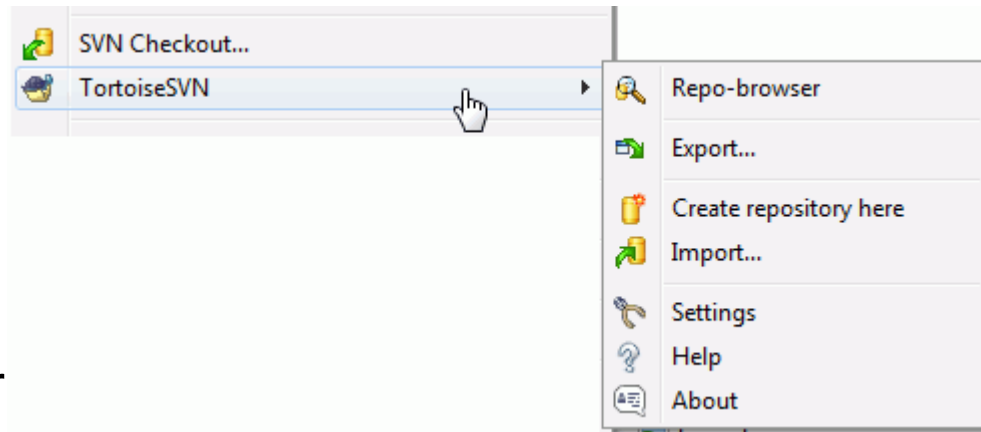 SVN Checkout...
TortoiseSVN
Repo-browser
Export...
Create repository here
Import...
Settings
Help
About